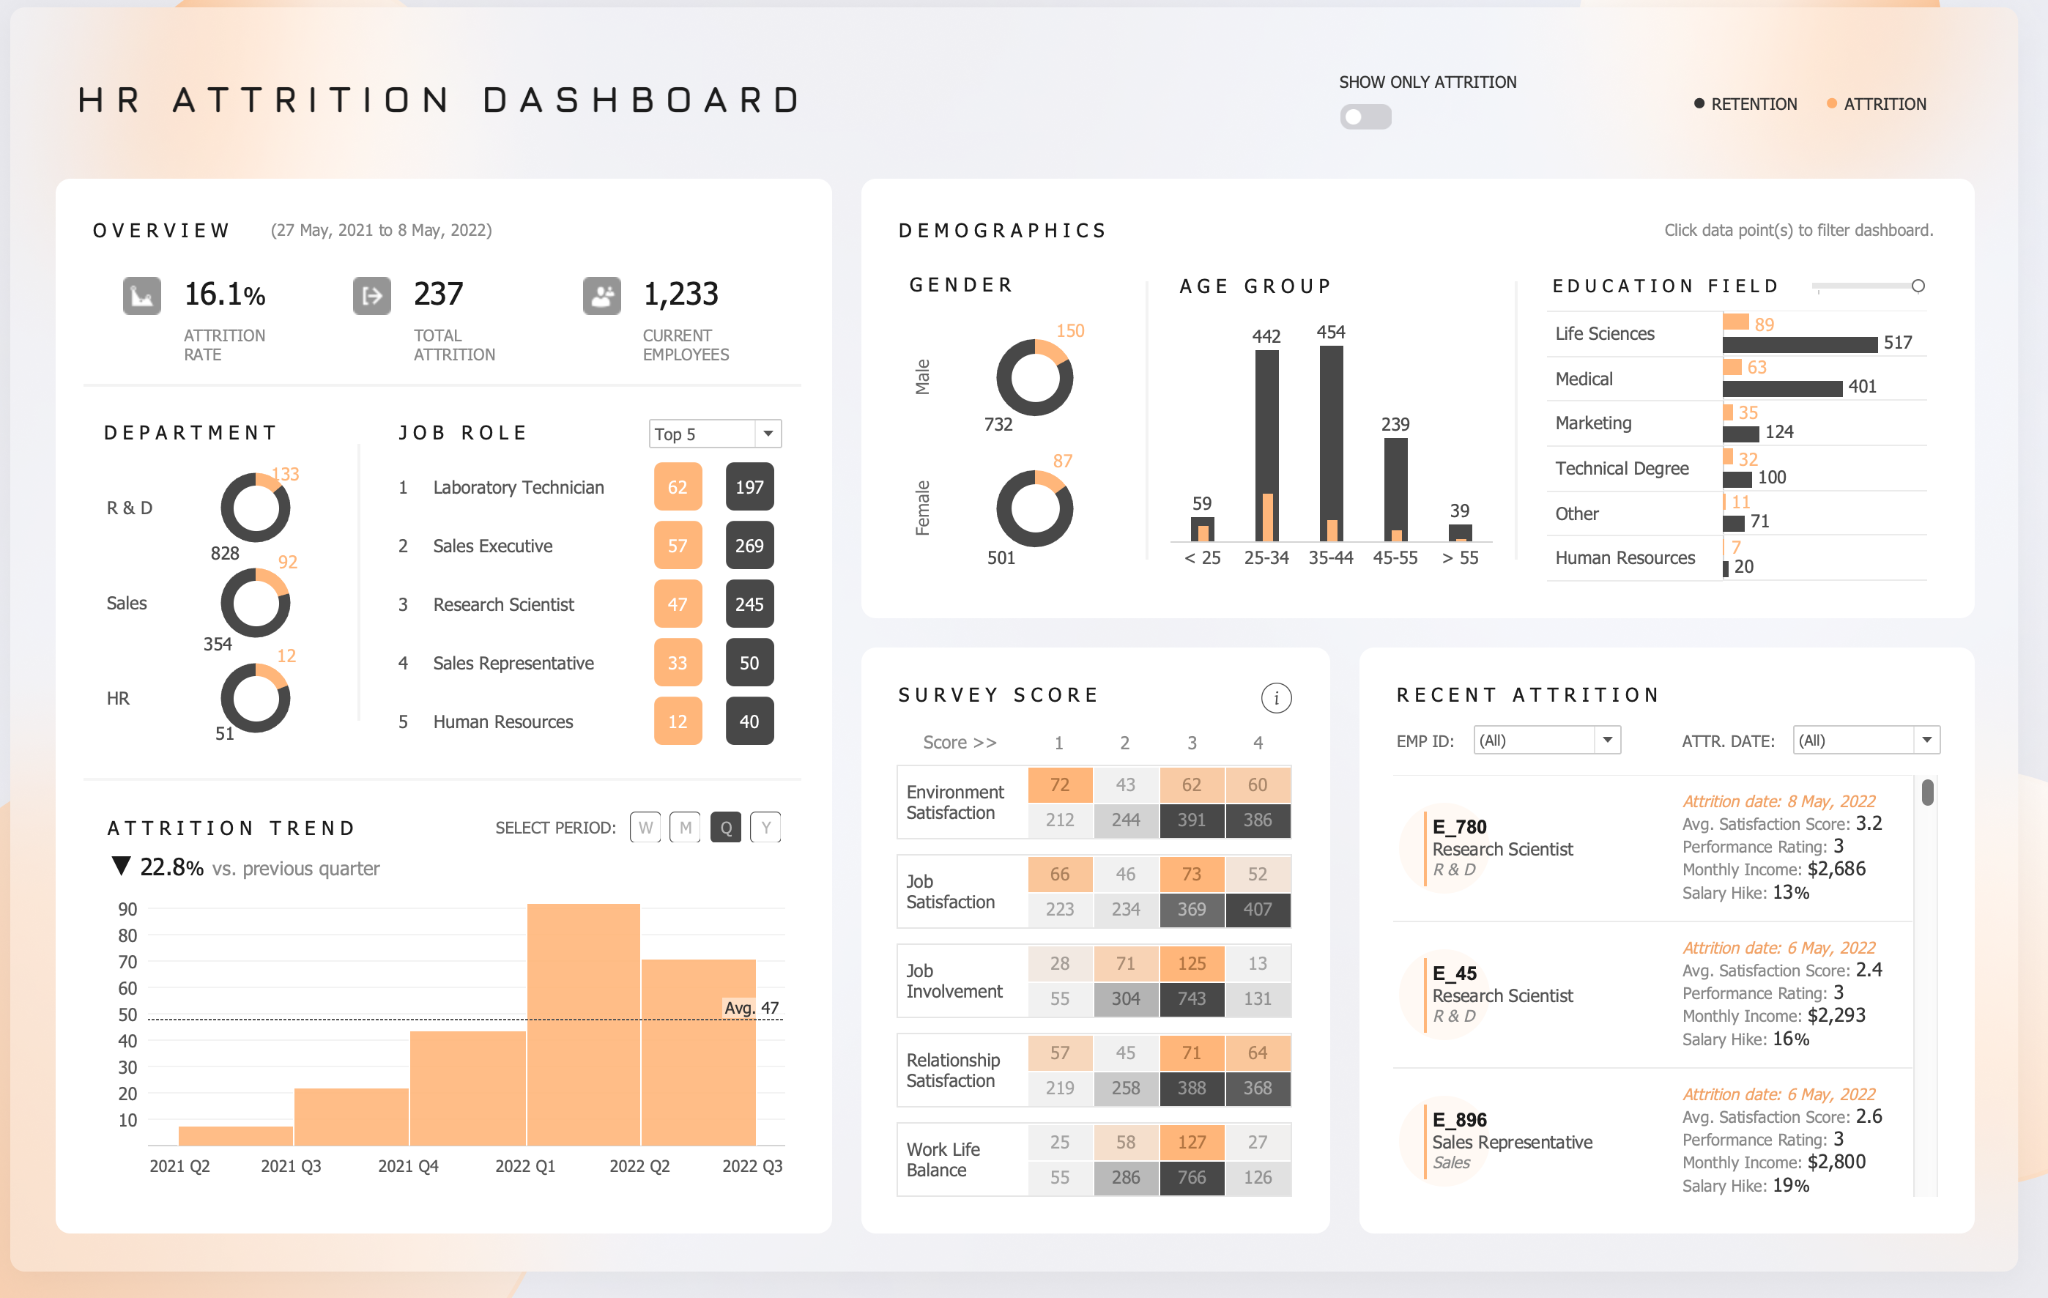 HR ATTRITION DASHBOARD
SHOW ONLY ATTRITION
RETENTION ATTRITION
OVERVIEW (27 May, 2021 to 8 May, 2022)
16.1% 237 1,233
ATTRITION RATE
TOTAL ATTRITION
CURRENT EMPLOYEES
DEPARTMENT
R & D 133 828
Sales 92 354
HR 12 51
JOB ROLE Top 5
1 Laboratory Technician 62 197
2 Sales Executive 57 269
3 Research Scientist 47 245
4 Sales Representative 33 50
5 Human Resources 12 40
ATTRITION TREND SELECT PERIOD: W M Q Y
▼ 22.8% vs. previous quarter
90
80
70
60
50
40
30
20
10
Avg. 47
2021 Q2 2021 Q3 2021 Q4 2022 Q1 2022 Q2 2022 Q3
DEMOGRAPHICS Click data point(s) to filter dashboard.
GENDER
Male 150 732
Female 87 501
AGE GROUP
59 442 454 239 39
< 25 25-34 35-44 45-55 > 55
EDUCATION FIELD
Life Sciences 89 517
Medical 63 401
Marketing 35 124
Technical Degree 32 100
Other 11 71
Human Resources 7 20
SURVEY SCORE i
Score >> 1 2 3 4
Environment Satisfaction
72 43 62 60
212 244 391 386
Job Satisfaction
66 46 73 52
223 234 369 407
Job Involvement
28 71 125 13
55 304 743 131
Relationship Satisfaction
57 45 71 64
219 258 388 368
Work Life Balance
25 58 127 27
55 286 766 126
RECENT ATTRITION
EMP ID: (All) ATTR. DATE: (All)
E_780
Research Scientist
R & D
Attrition date: 8 May, 2022
Avg. Satisfaction Score: 3.2
Performance Rating: 3
Monthly Income: $2,686
Salary Hike: 13%
E_45
Research Scientist
R & D
Attrition date: 6 May, 2022
Avg. Satisfaction Score: 2.4
Performance Rating: 3
Monthly Income: $2,293
Salary Hike: 16%
E_896
Sales Representative
Sales
Attrition date: 6 May, 2022
Avg. Satisfaction Score: 2.6
Performance Rating: 3
Monthly Income: $2,800
Salary Hike: 19%